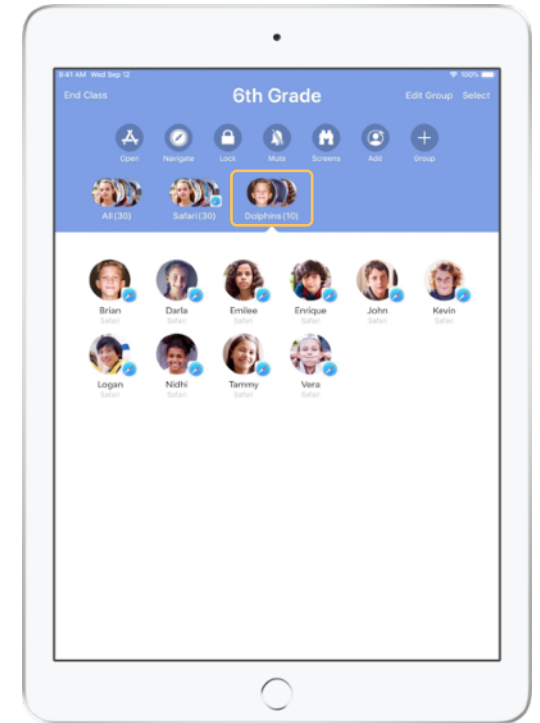 9:41 AM Wed Sep 12
100%
End Class
6th Grade
Edit Group Select
Open Navigate Lock Mute Screens Add Group
All (30) Safari (30) Dolphins (10)
Brian Darla Emilee Enrique John Kevin
Safari Safari Safari Safari Safari Safari
Logan Nidhi Tammy Vera
Safari Safari Safari Safari